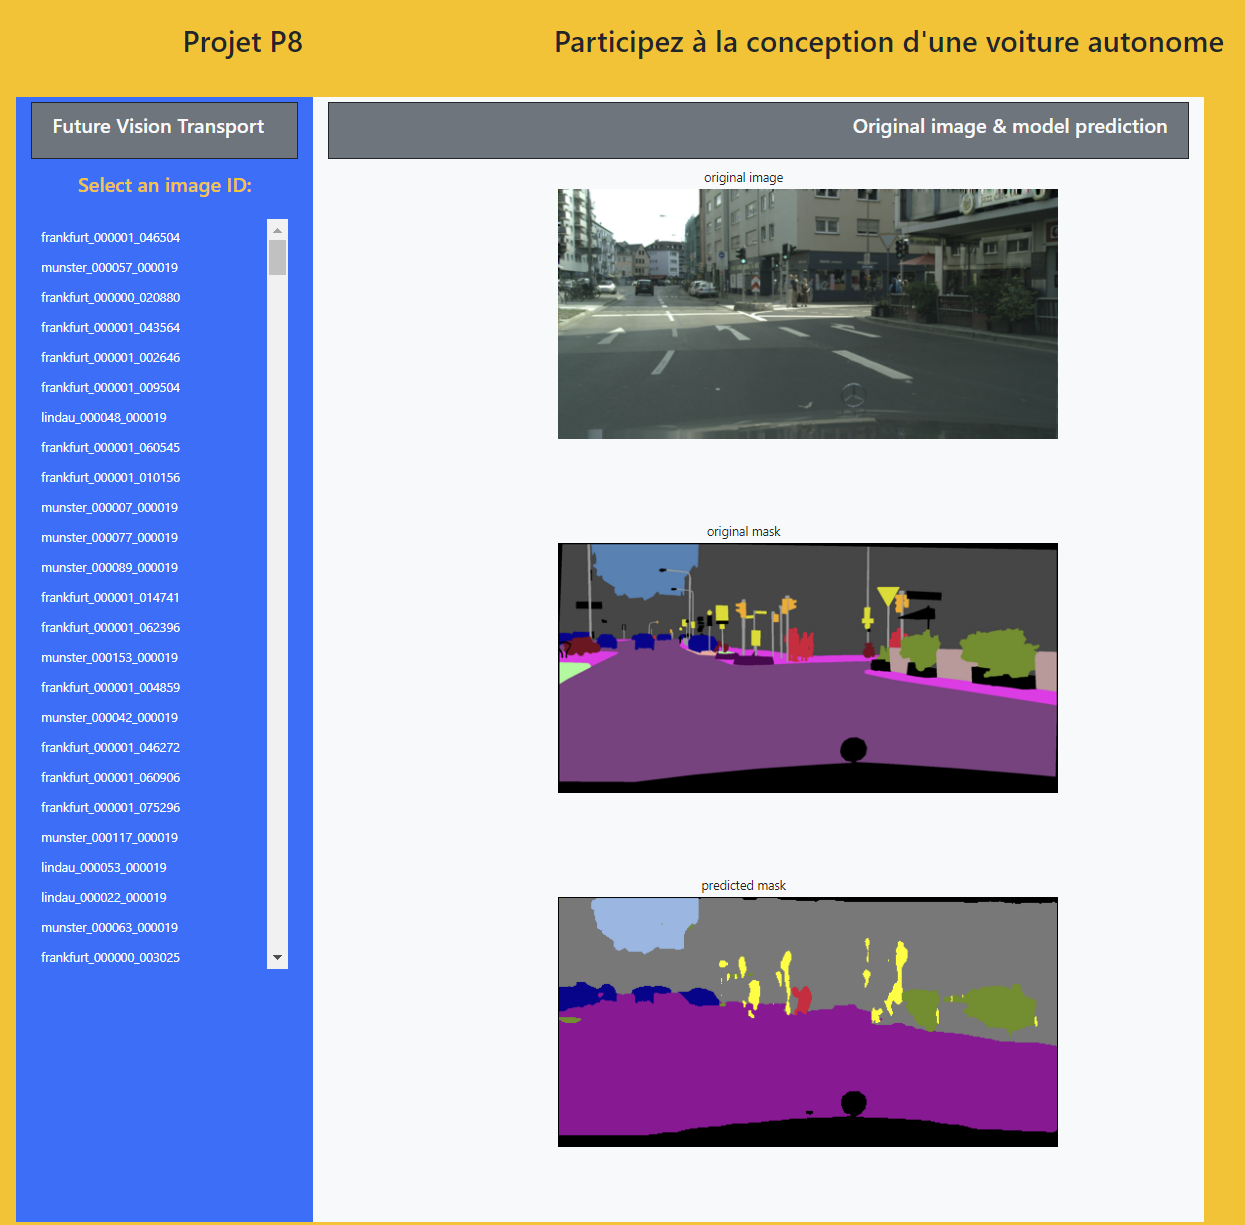 Projet P8
Participez à la conception d'une voiture autonome
Future Vision Transport
Original image & model prediction
Select an image ID:
frankfurt_000001_046504
munster_000057_000019
frankfurt_000000_020880
frankfurt_000001_043564
frankfurt_000001_002646
frankfurt_000001_009504
lindau_000048_000019
frankfurt_000001_060545
frankfurt_000001_010156
munster_000007_000019
munster_000077_000019
munster_000089_000019
frankfurt_000001_014741
frankfurt_000001_062396
munster_000153_000019
frankfurt_000001_004859
munster_000042_000019
frankfurt_000001_046272
frankfurt_000001_060906
frankfurt_000001_075296
munster_000117_000019
lindau_000053_000019
lindau_000022_000019
munster_000063_000019
frankfurt_000000_003025
original image
original mask
predicted mask